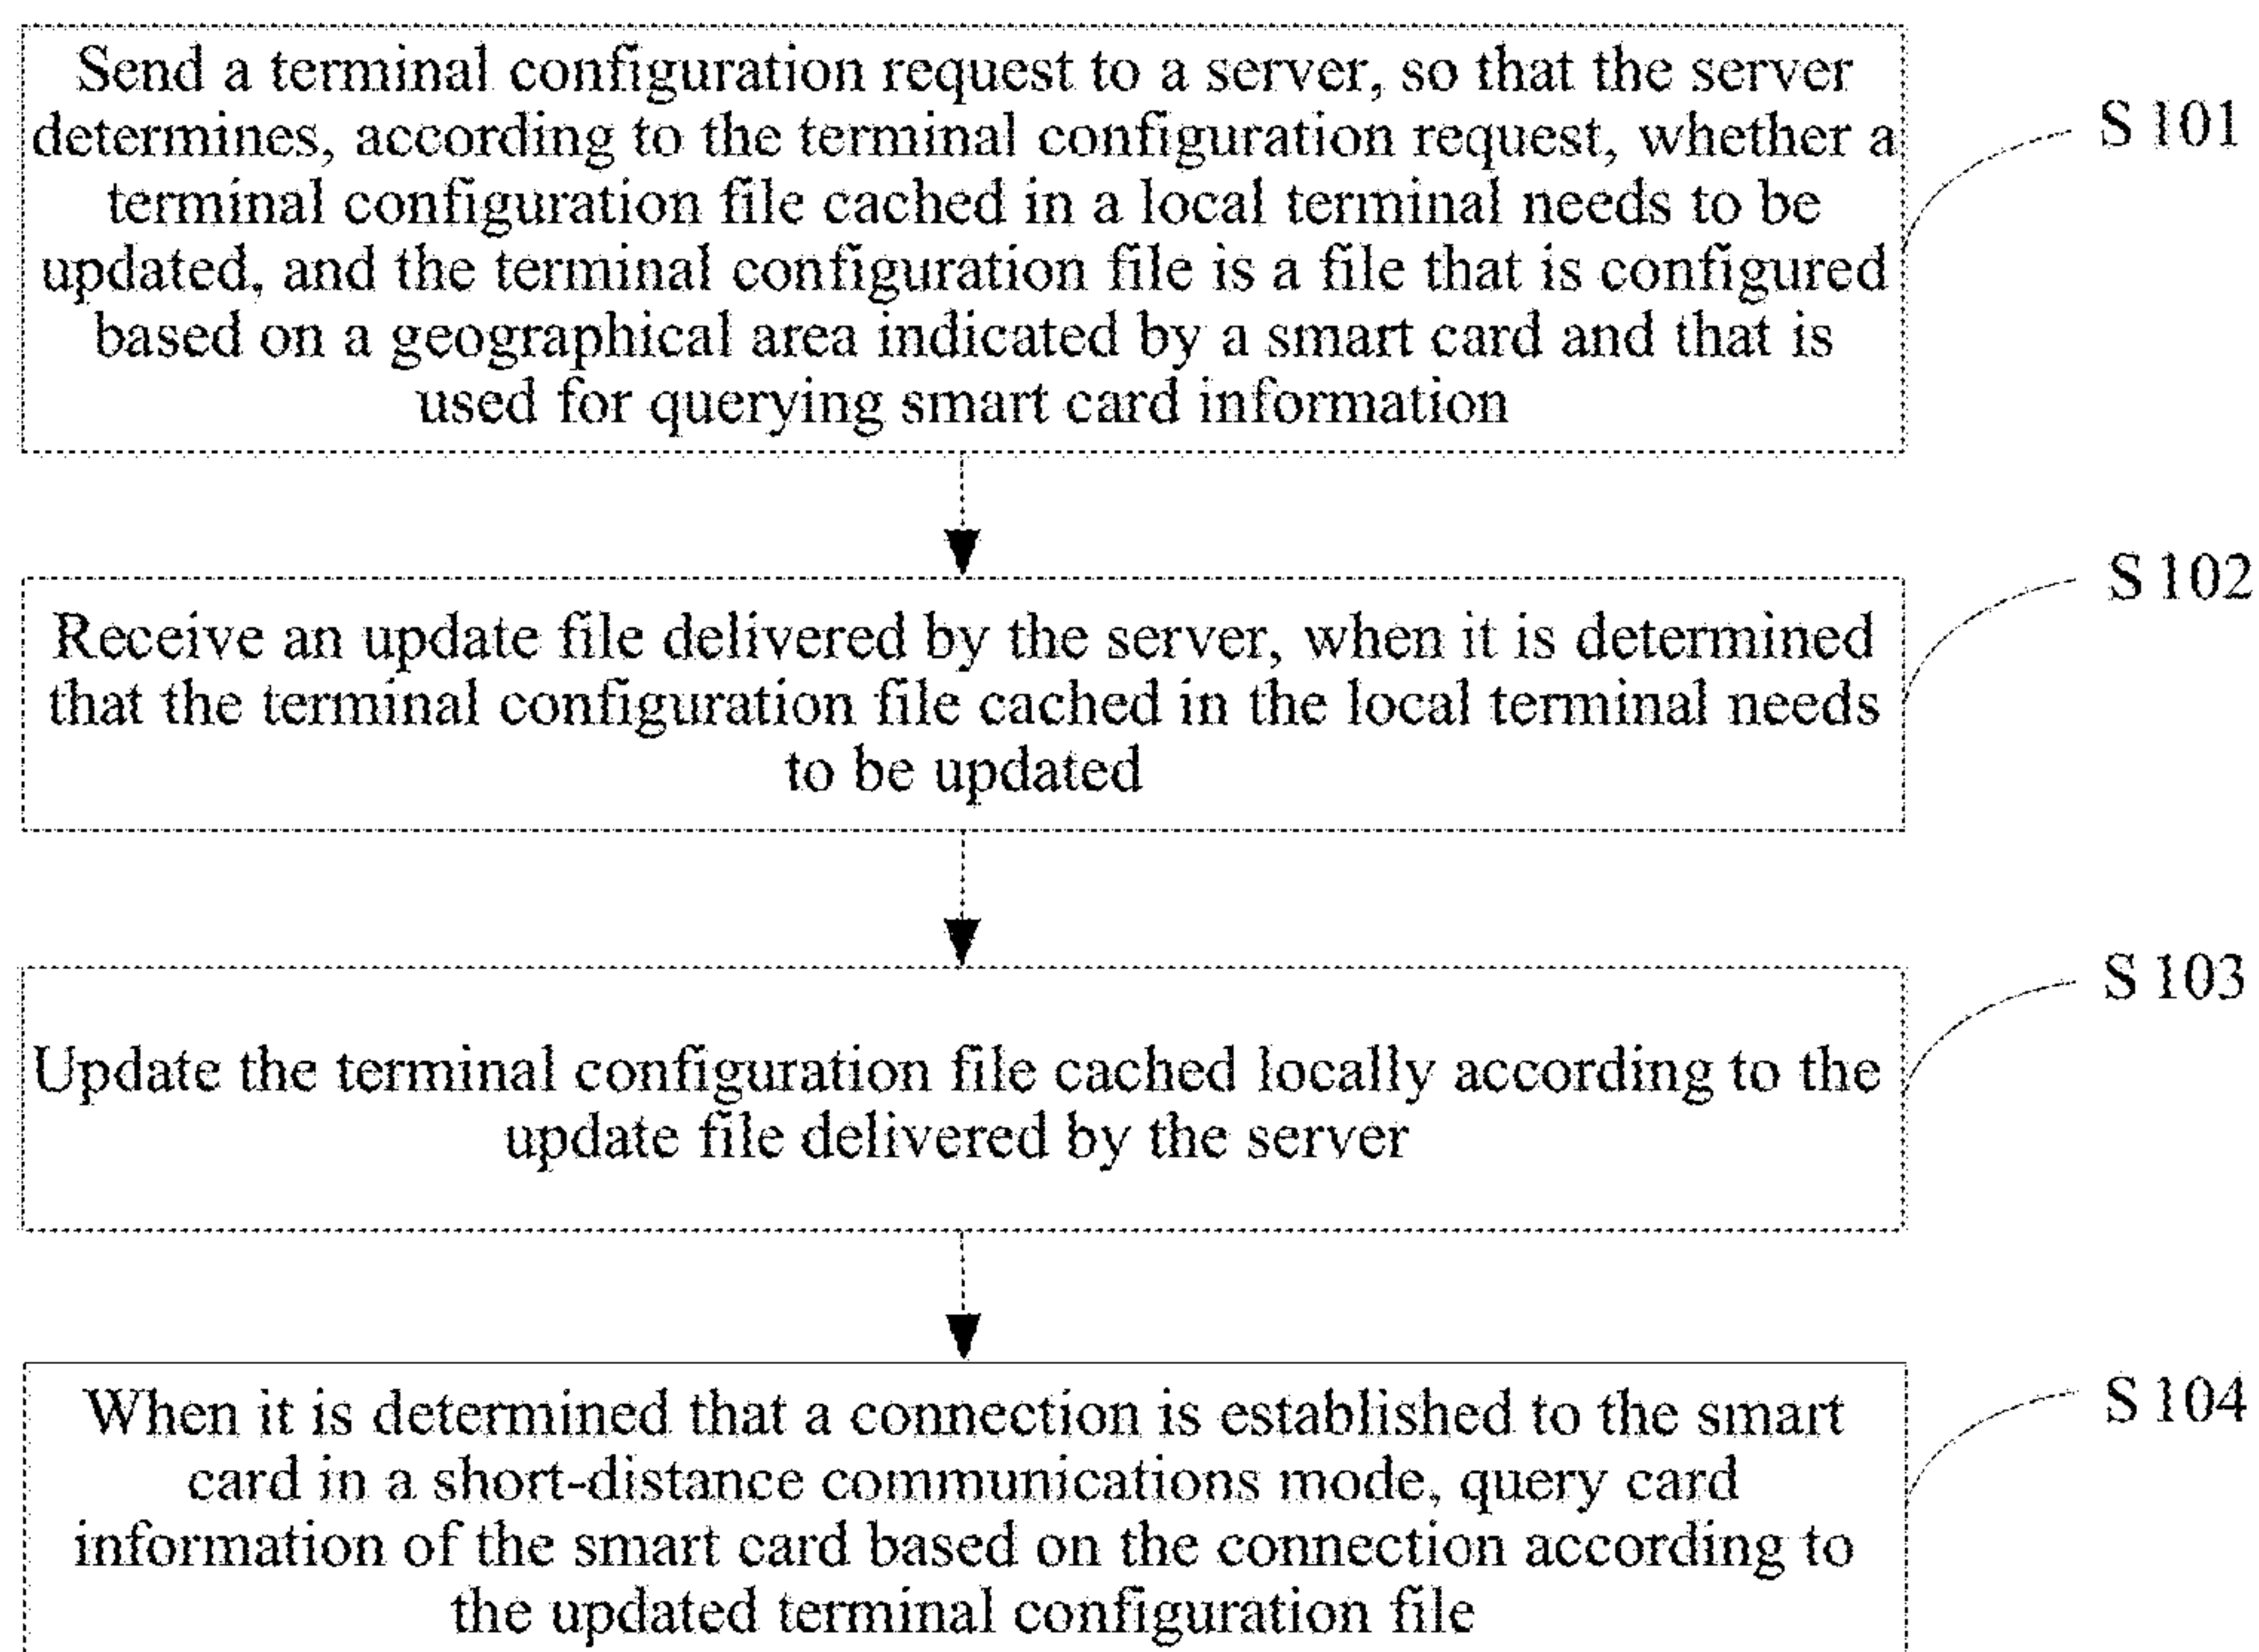 Send a terminal configuration request to a server, so that the server
determines, according to the terminal configuration request, whether a
terminal configuration file cached in a local terminal needs to be
updated, and the terminal configuration file is a file that is configured
based on a geographical area indicated by a smart card and that is
used for querying smart card information
S 101
Receive an update file delivered by the server, when it is determined
that the terminal configuration file cached in the local terminal needs
to be updated
S 102
Update the terminal configuration file cached locally according to the
update file delivered by the server
S 103
When it is determined that a connection is established to the smart
card in a short-distance communications mode, query card
information of the smart card based on the connection according to
the updated terminal configuration file
S 104